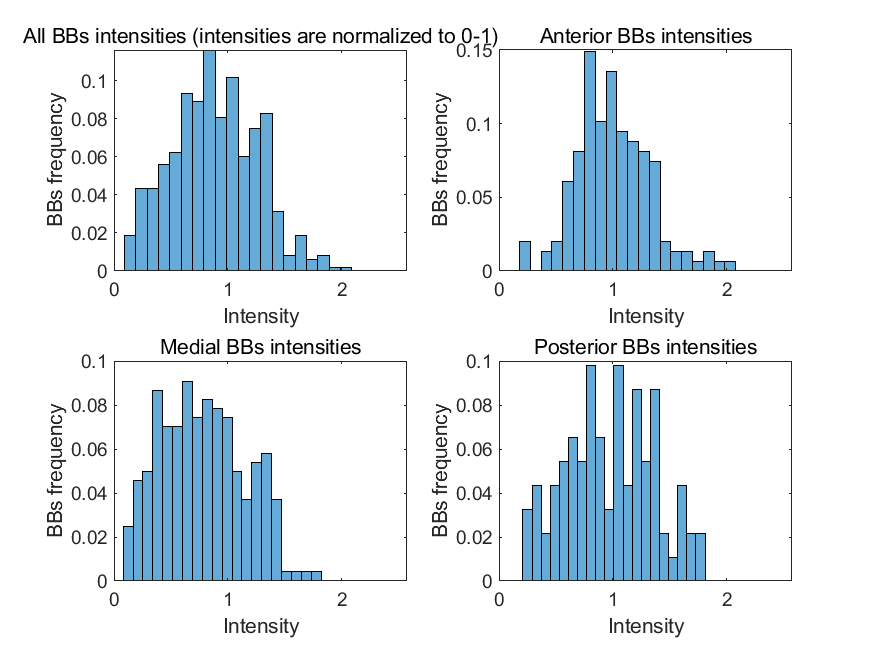 All BBs intensities (intensities are normalized to 0-1)
BBs frequency
0.1
0.08
0.06
0.04
0.02
0
0 1 2
Intensity
Anterior BBs intensities
BBs frequency
0.15
0.1
0.05
0
0 1 2
Intensity
Medial BBs intensities
BBs frequency
0.1
0.08
0.06
0.04
0.02
0
0 1 2
Intensity
Posterior BBs intensities
BBs frequency
0.1
0.08
0.06
0.04
0.02
0
0 1 2
Intensity